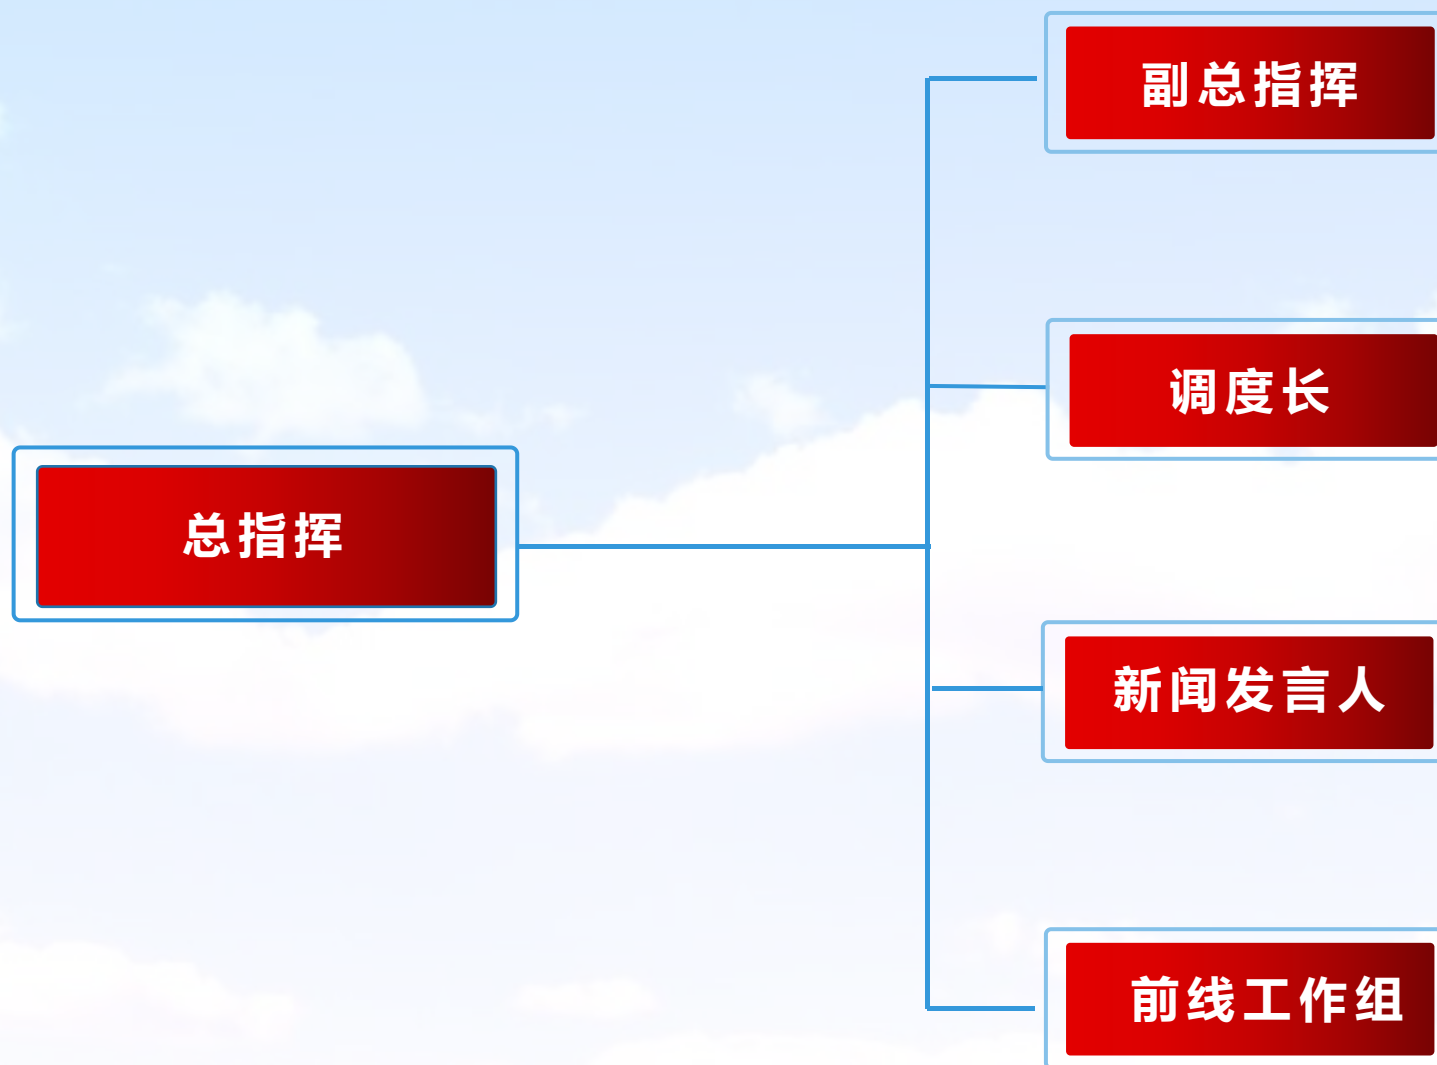 副总指挥
调度长
总指挥
新闻发言人
前线工作组